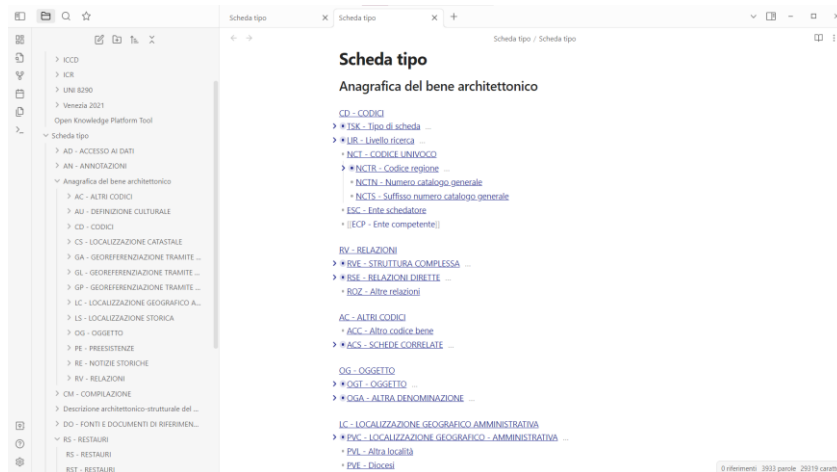 Scheda tipo
Scheda tipo
Scheda tipo / Scheda tipo
> ICCD
> ICR
> UNI 8290
> Venezia 2021
Open Knowledge Platform Tool
Scheda tipo
> AD - ACCESSO AI DATI
> AN - ANNOTAZIONI
Anagrafica del bene architettonico
> AC - ALTRI CODICI
> AU - DEFINIZIONE CULTURALE
> CD - CODICI
> CS - LOCALIZZAZIONE CATASTALE
> GA - GEOREFERENZIAZIONE TRAMITE ...
> GL - GEOREFERENZIAZIONE TRAMITE ...
> GP - GEOREFERENZIAZIONE TRAMITE ...
> LC - LOCALIZZAZIONE GEOGRAFICO A...
> LS - LOCALIZZAZIONE STORICA
> OG - OGGETTO
> PE - PREESISTENZE
> RE - NOTIZIE STORICHE
> RV - RELAZIONI
> CM - COMPILAZIONE
> Descrizione architettonico-strutturale del ...
> DO - FONTI E DOCUMENTI DI RIFERIMEN...
RS - RESTAURI
RS - RESTAURI
RST - RESTAURI
Scheda tipo
Anagrafica del bene architettonico
CD - CODICI
TSK - Tipo di scheda ...
LIR - Livello ricerca ...
NCT - CODICE UNIVOCO
NCTR - Codice regione ...
NCTN - Numero catalogo generale
NCTS - Suffisso numero catalogo generale
ESC - Ente schedatore
[[ECP - Ente competente]]
RV - RELAZIONI
RVE - STRUTTURA COMPLESSA ...
RSE - RELAZIONI DIRETTE ...
ROZ - Altre relazioni
AC - ALTRI CODICI
ACC - Altro codice bene
ACS - SCHEDE CORRELATE ...
OG - OGGETTO
OGT - OGGETTO ...
OGA - ALTRA DENOMINAZIONE ...
LC - LOCALIZZAZIONE GEOGRAFICO AMMINISTRATIVA
PVC - LOCALIZZAZIONE GEOGRAFICO - AMMINISTRATIVA ...
PVL - Altra località
PVE - Diocesi
0 riferimenti 3933 parole 29319 caratt